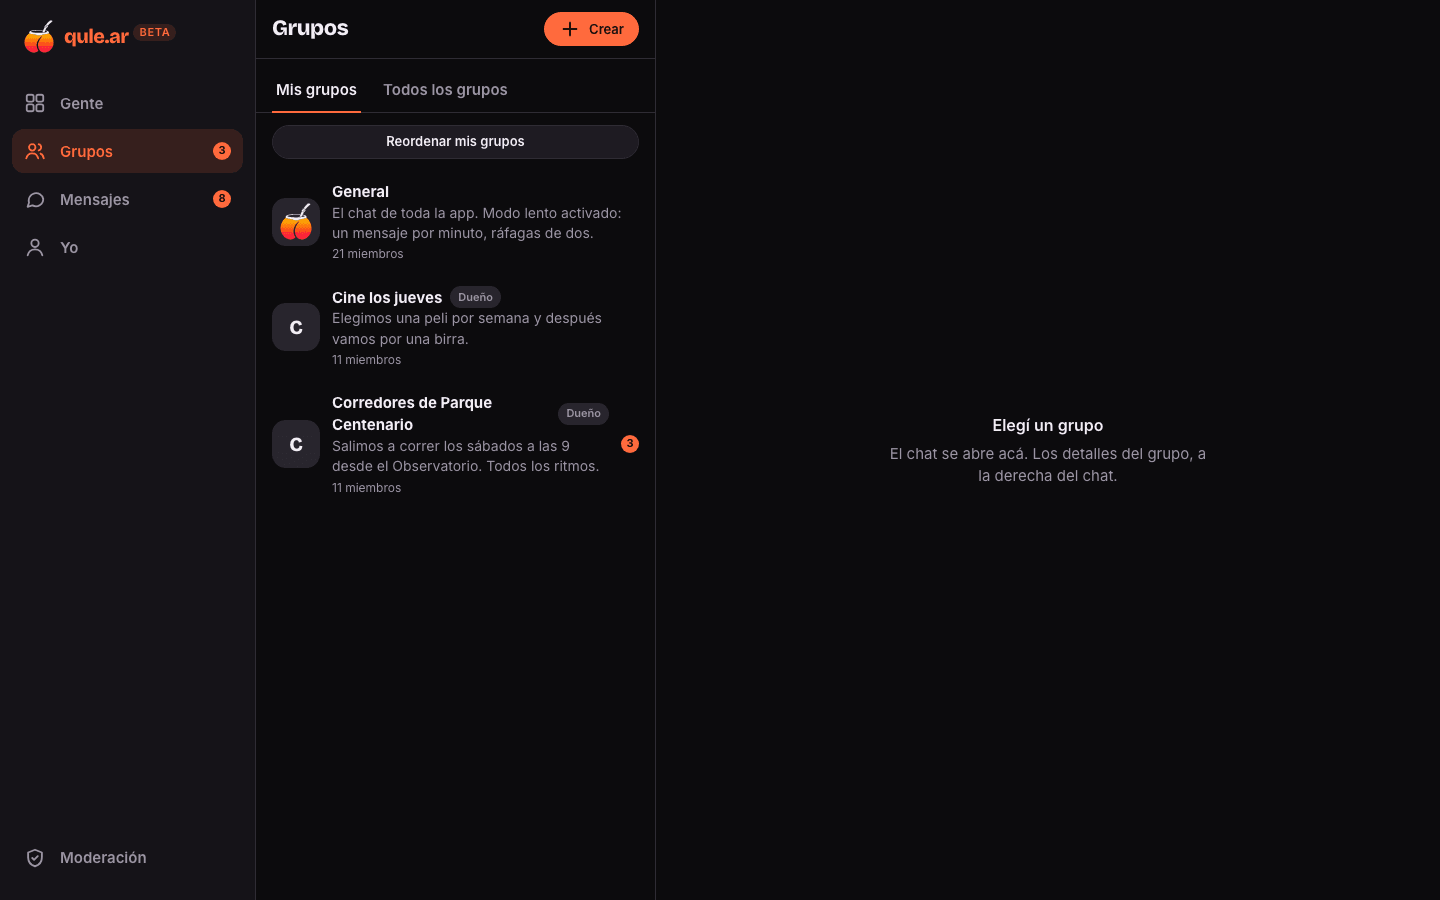 qule.ar BETA
Gente
Grupos 3
Mensajes 8
Yo
Moderación
Grupos
Crear
Mis grupos
Todos los grupos
Reordenar mis grupos
General
El chat de toda la app. Modo lento activado:
un mensaje por minuto, ráfagas de dos.
21 miembros
C
Cine los jueves Dueño
Elegimos una peli por semana y después
vamos por una birra.
11 miembros
C
Corredores de Parque
Centenario
Dueño
Salimos a correr los sábados a las 9
desde el Observatorio. Todos los ritmos.
3
11 miembros
Elegí un grupo
El chat se abre acá. Los detalles del grupo, a
la derecha del chat.